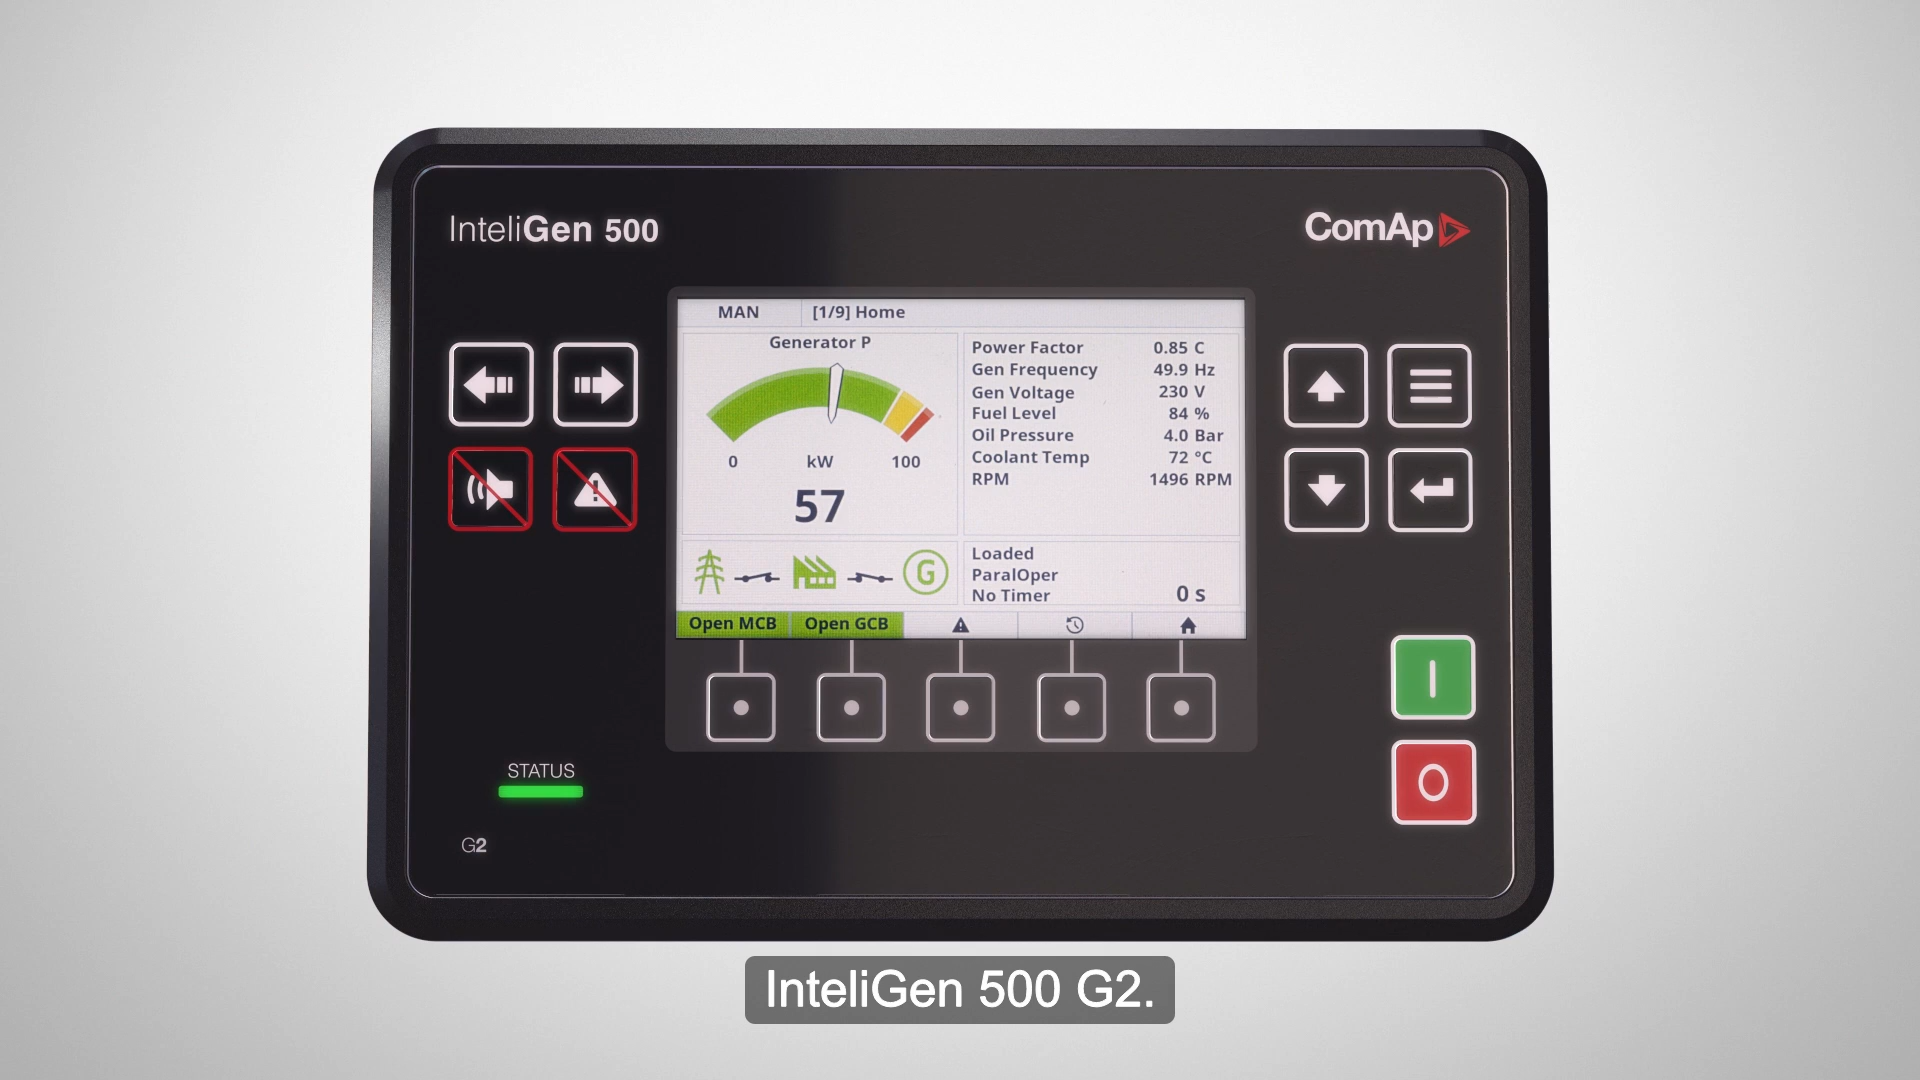 InteliGen 500
ComAp
MAN
[1/9] Home
Generator P
0 kW 100
57
Power Factor 0.85 C
Gen Frequency 49.9 Hz
Gen Voltage 230 V
Fuel Level 84 %
Oil Pressure 4.0 Bar
Coolant Temp 72 °C
RPM 1496 RPM
G
Loaded
ParalOper
No Timer 0 s
Open MCB
Open GCB
I
O
STATUS
G2
InteliGen 500 G2.